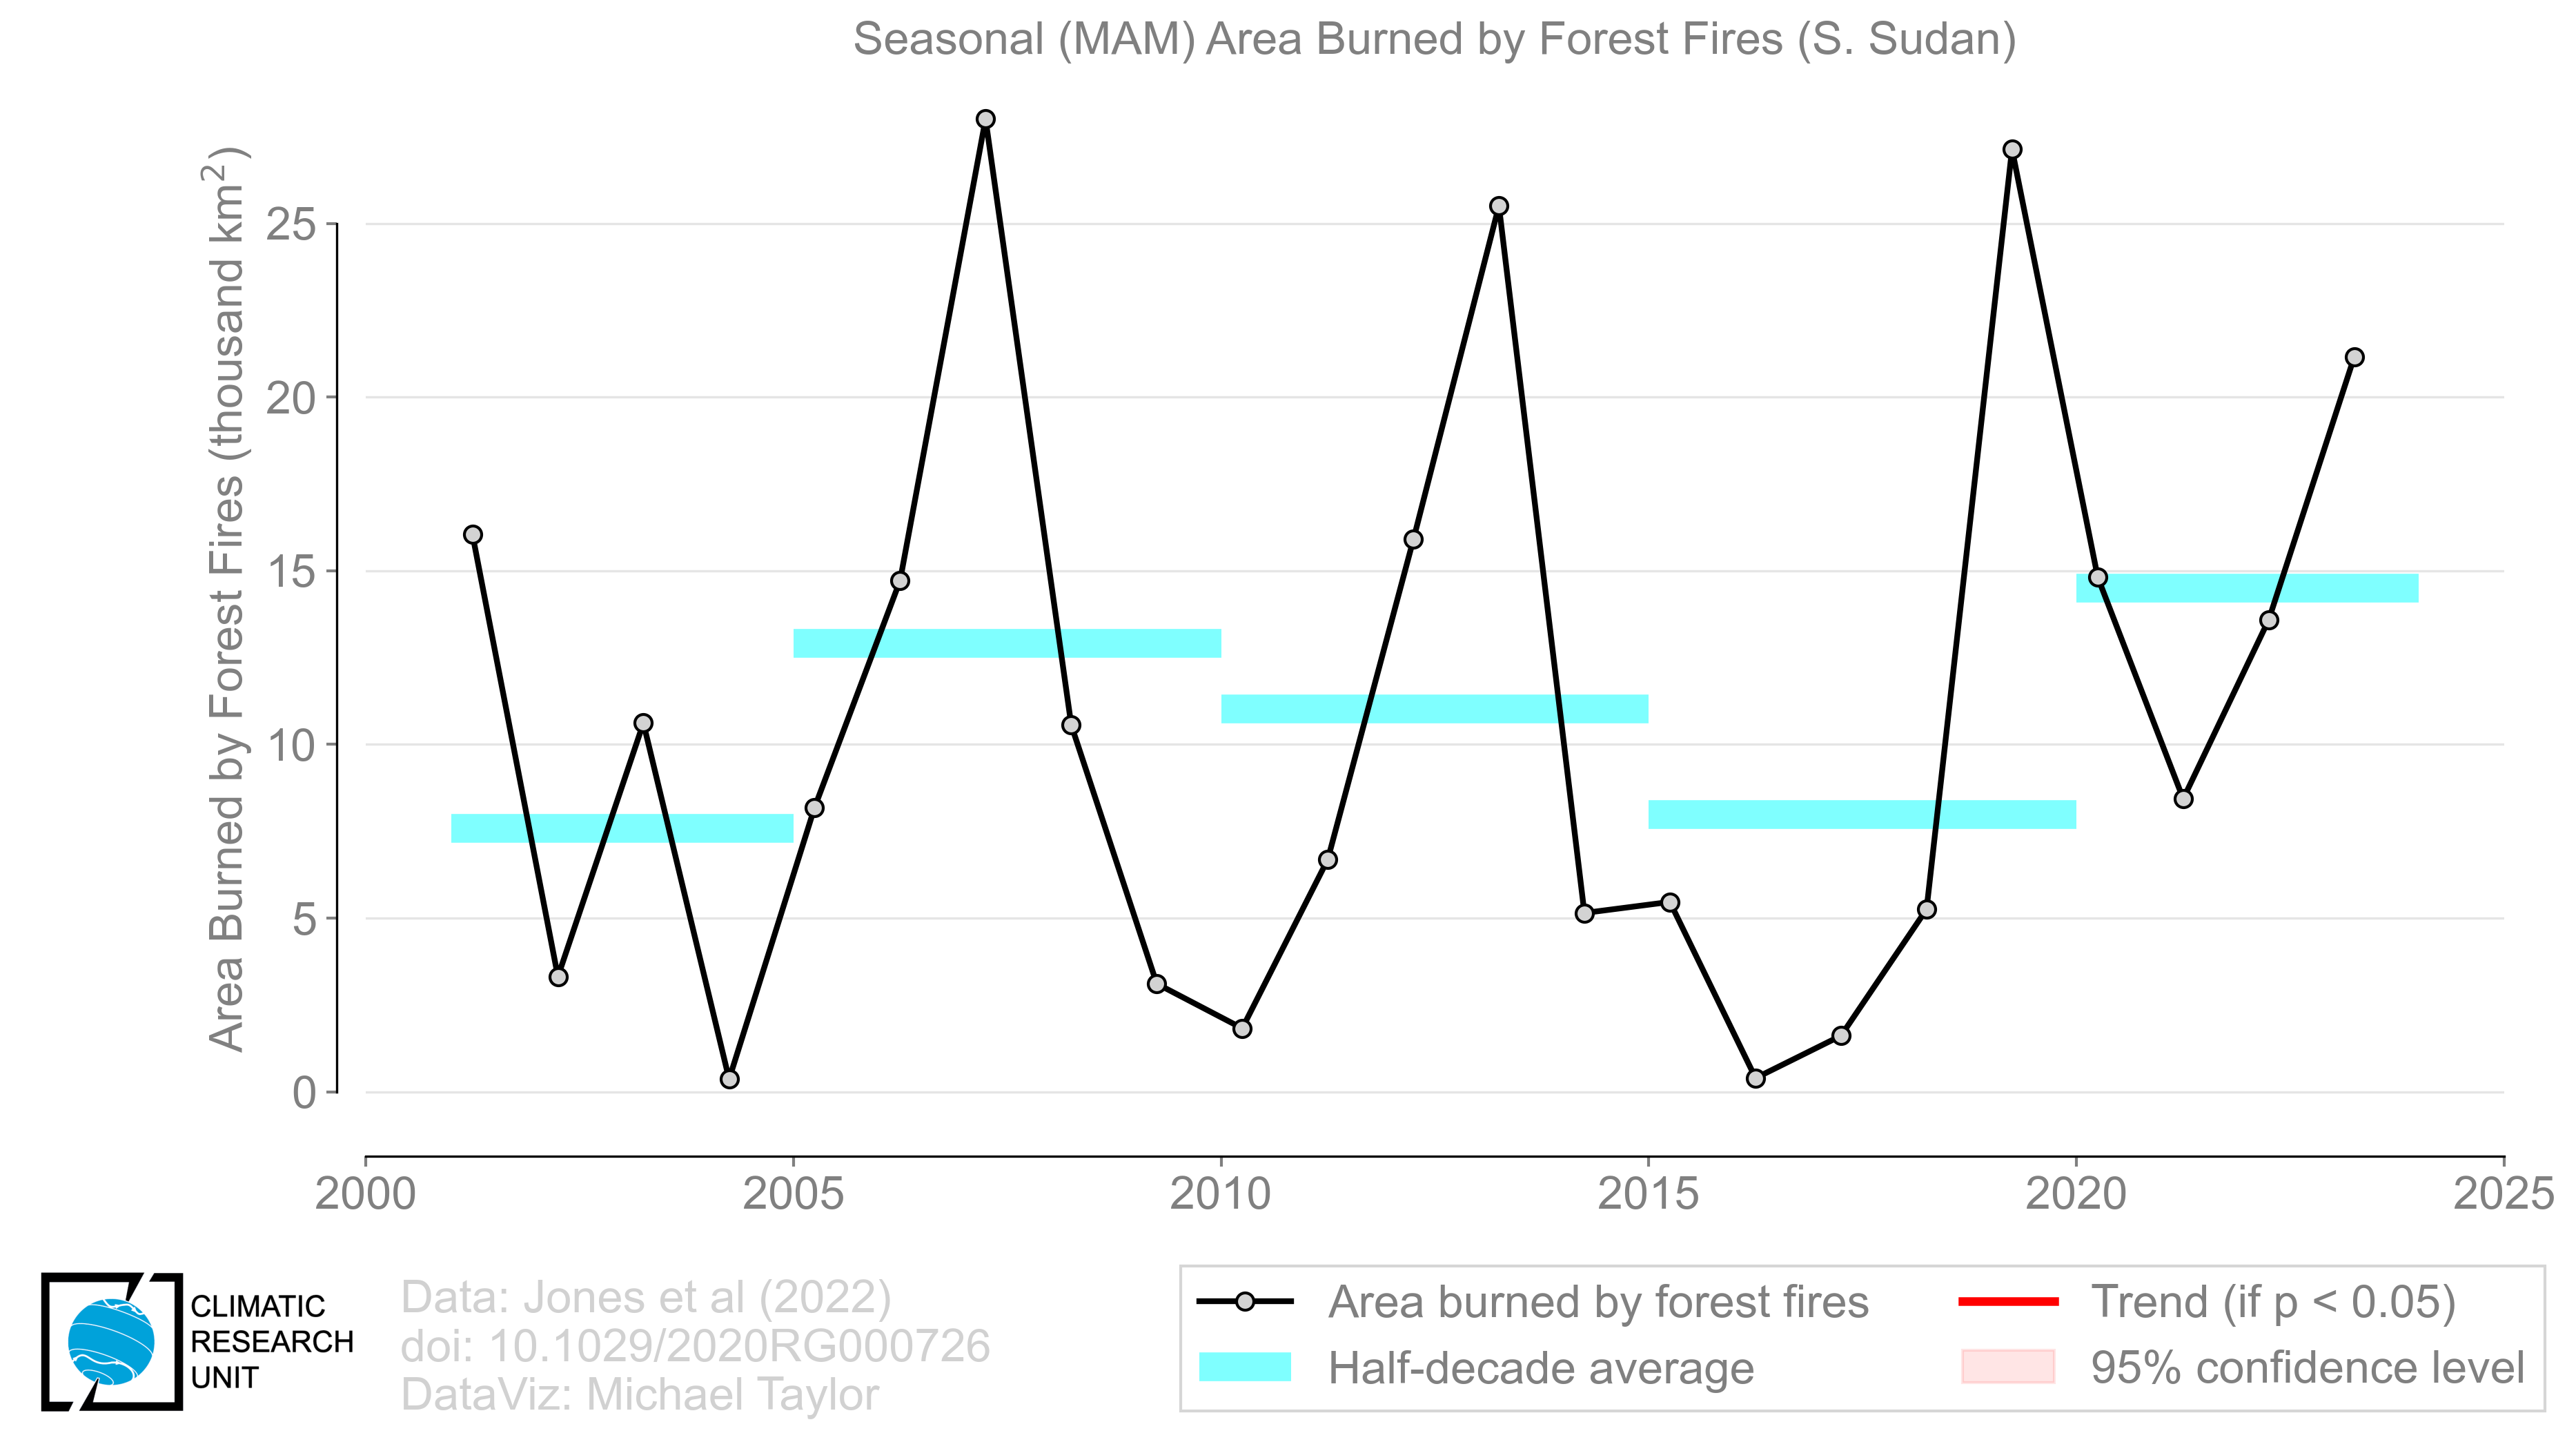 Seasonal (MAM) Area Burned by Forest Fires (S. Sudan)
Area Burned by Forest Fires (thousand km²)
25
20
15
10
5
0
2000
2005
2010
2015
2020
2025
CLIMATIC
RESEARCH
UNIT
Data: Jones et al (2022)
doi: 10.1029/2020RG000726
DataViz: Michael Taylor
Area burned by forest fires
Half-decade average
Trend (if p < 0.05)
95% confidence level